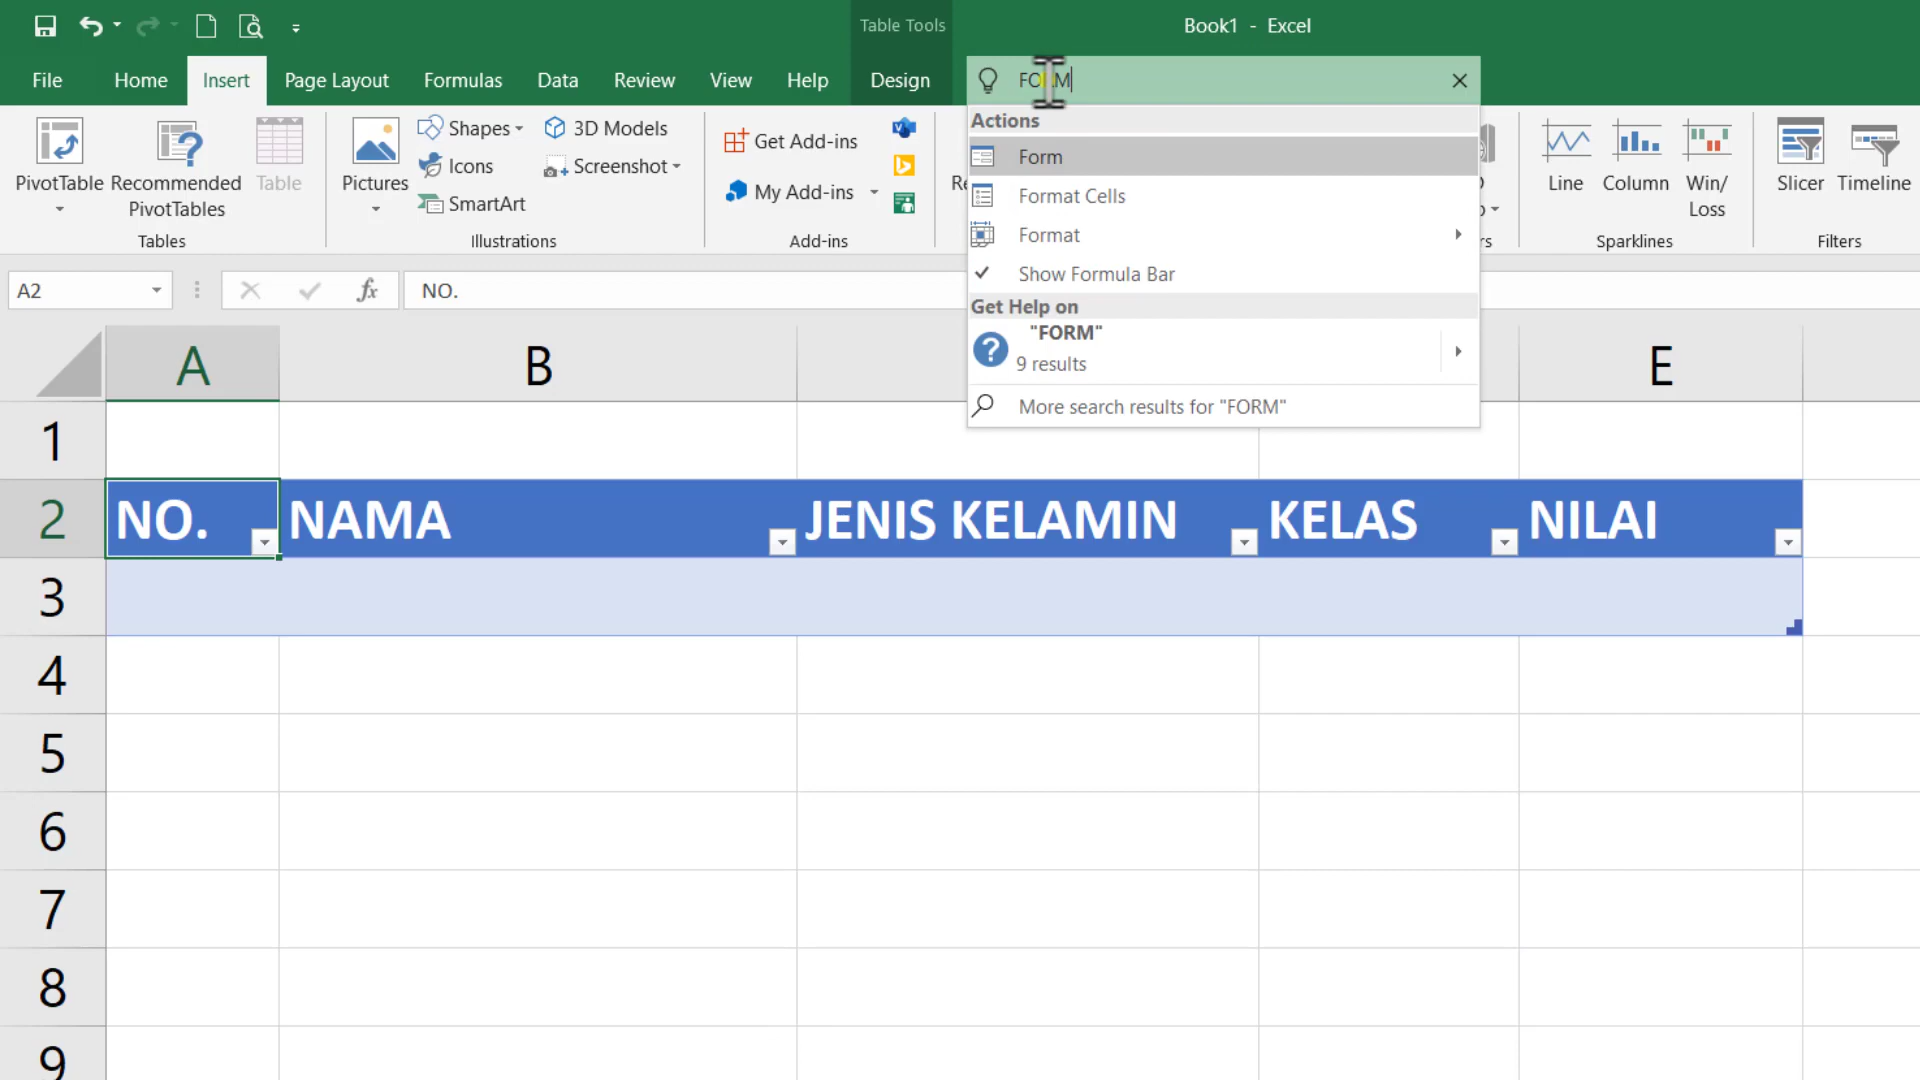 Table Tools
Book1 - Excel
File Home Insert Page Layout Formulas Data Review View Help Design FORM
Actions
Form
Format Cells
Format
Show Formula Bar
Get Help on
"FORM"
9 results
More search results for "FORM"
PivotTable
Recommended
PivotTables
Table
Tables
Pictures
Shapes
Icons
SmartArt
3D Models
Screenshot
Illustrations
Get Add-ins
My Add-ins
Add-ins
Line
Column
Win/
Loss
Sparklines
Slicer
Timeline
Filters
A2
fx
NO.
A B E
1
2 NO. NAMA JENIS KELAMIN KELAS NILAI
3
4
5
6
7
8
9